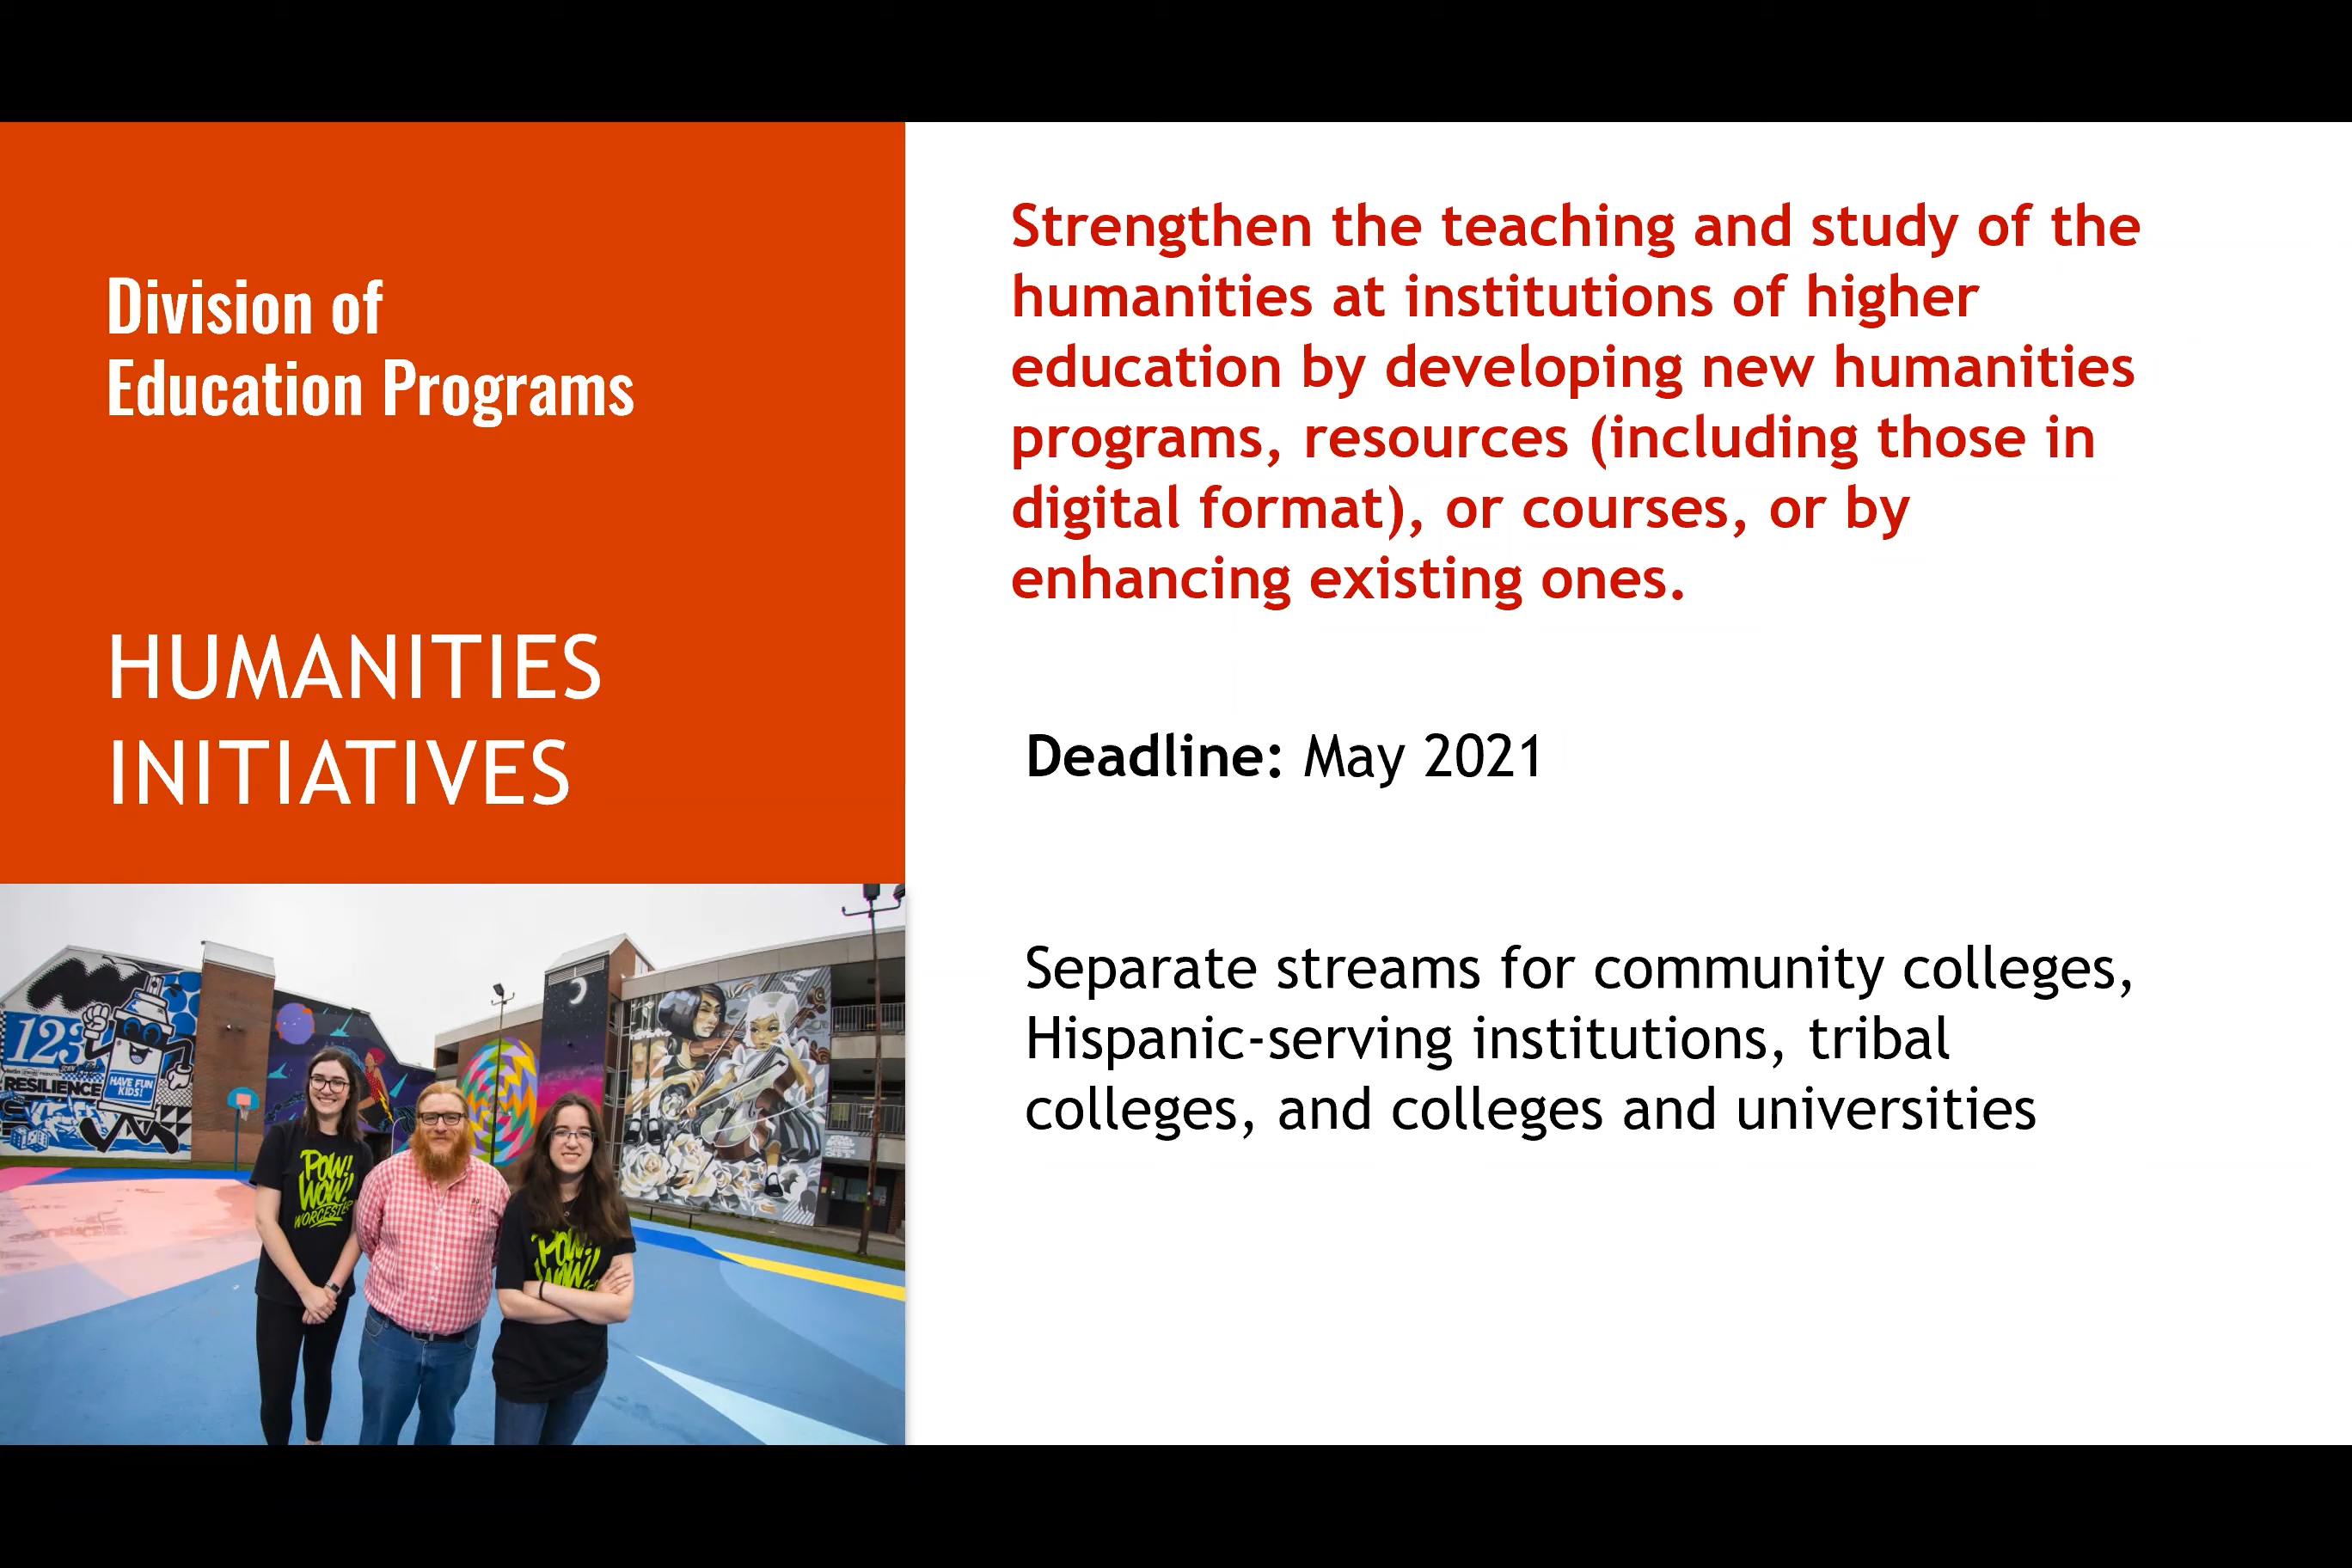 Division of
Education Programs
HUMANITIES
INITIATIVES
Strengthen the teaching and study of the
humanities at institutions of higher
education by developing new humanities
programs, resources (including those in
digital format), or courses, or by
enhancing existing ones.
Deadline: May 2021
Separate streams for community colleges,
Hispanic-serving institutions, tribal
colleges, and colleges and universities
123
RESILIENCE
HAVE FUN
KIDS!
POW!
WOW!
WORCESTER
POW!
WOW!